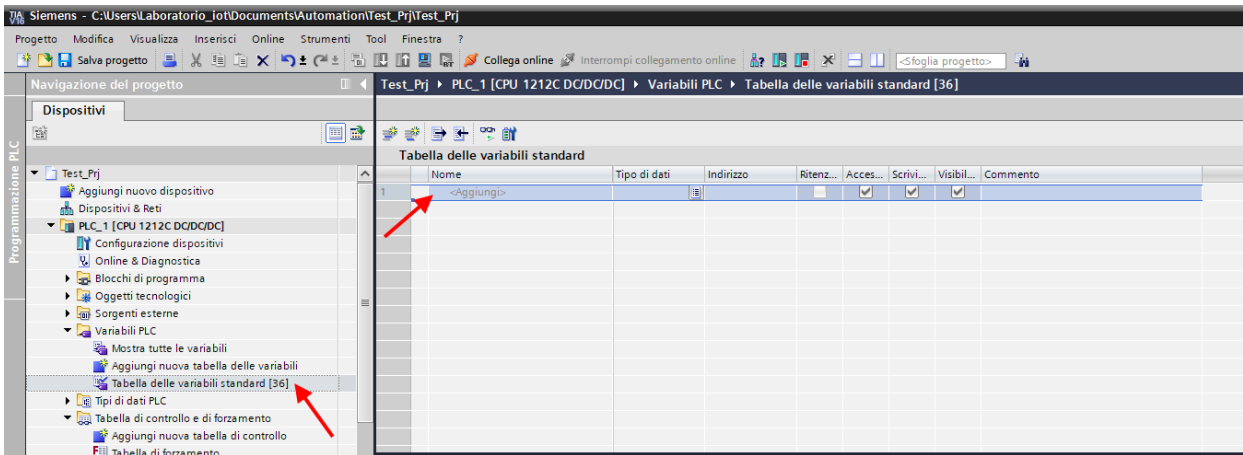 Siemens - C:\Users\Laboratorio_iot\Documents\Automation\Test_Prj\Test_Prj
Progetto Modifica Visualizza Inserisci Online Strumenti Tool Finestra ?
Salva progetto Collega online Interrompi collegamento online <Sfoglia progetto>
Navigazione del progetto
Test_Prj PLC_1 [CPU 1212C DC/DC/DC] Variabili PLC Tabella delle variabili standard [36]
Dispositivi
Programmazione PLC
Tabella delle variabili standard
Nome Tipo di dati Indirizzo Ritenz... Acces... Scrivi... Visibil... Commento
1 <Aggiungi>
Test_Prj
Aggiungi nuovo dispositivo
Dispositivi & Reti
PLC_1 [CPU 1212C DC/DC/DC]
Configurazione dispositivi
Online & Diagnostica
Blocchi di programma
Oggetti tecnologici
Sorgenti esterne
Variabili PLC
Mostra tutte le variabili
Aggiungi nuova tabella delle variabili
Tabella delle variabili standard [36]
Tipi di dati PLC
Tabella di controllo e di forzamento
Aggiungi nuova tabella di controllo
Tabella di forzamento